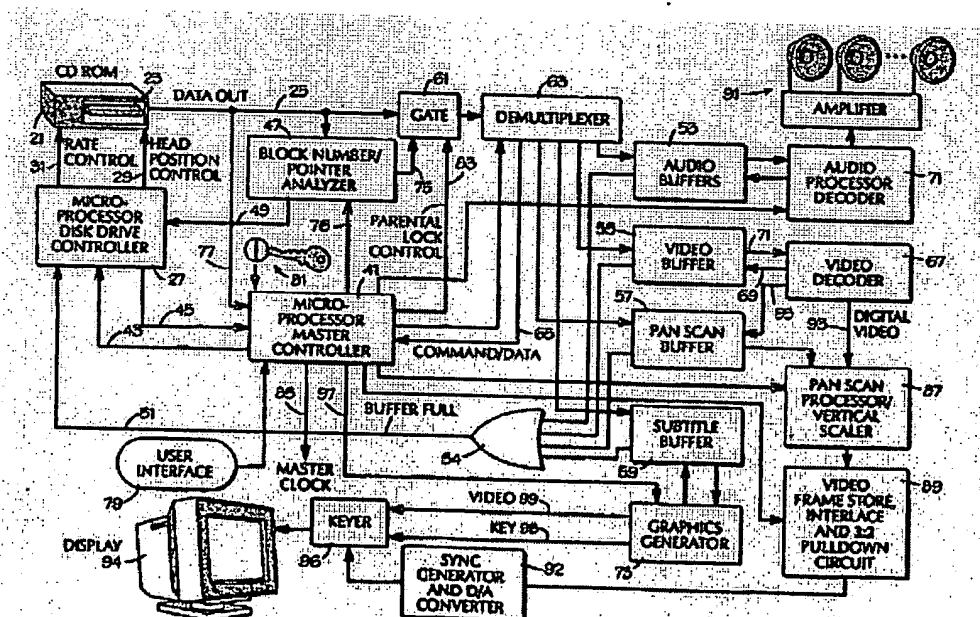 CD ROM
23
DATA OUT
25
21
31
RATE CONTROL
29
HEAD POSITION CONTROL
MICRO-
PROCESSOR
DISK DRIVE
CONTROLLER
27
47
BLOCK NUMBER/
POINTER
ANALYZER
49
76
75
61
GATE
83
PARENTAL
LOCK
CONTROL
63
DEMULTIPLEXER
53
AUDIO
BUFFERS
91
AMPLIFIER
AUDIO
PROCESSOR
DECODER
71
55
VIDEO
BUFFER
71
69
65
VIDEO
DECODER
67
93
DIGITAL
VIDEO
57
PAN SCAN
BUFFER
PAN SCAN
PROCESSOR/
VERTICAL
SCALER
87
77
81
41
MICRO-
PROCESSOR
MASTER
CONTROLLER
45
43
COMMAND/DATA
65
97
BUFFER FULL
51
54
SUBTITLE
BUFFER
59
USER
INTERFACE
79
MASTER
CLOCK
VIDEO 99
KEY 98
KEYER
96
GRAPHICS
GENERATOR
73
VIDEO
FRAME STORE,
INTERLACE
AND 3:2
PULLDOWN
CIRCUIT
89
DISPLAY
94
SYNC
GENERATOR
AND D/A
CONVERTER
92